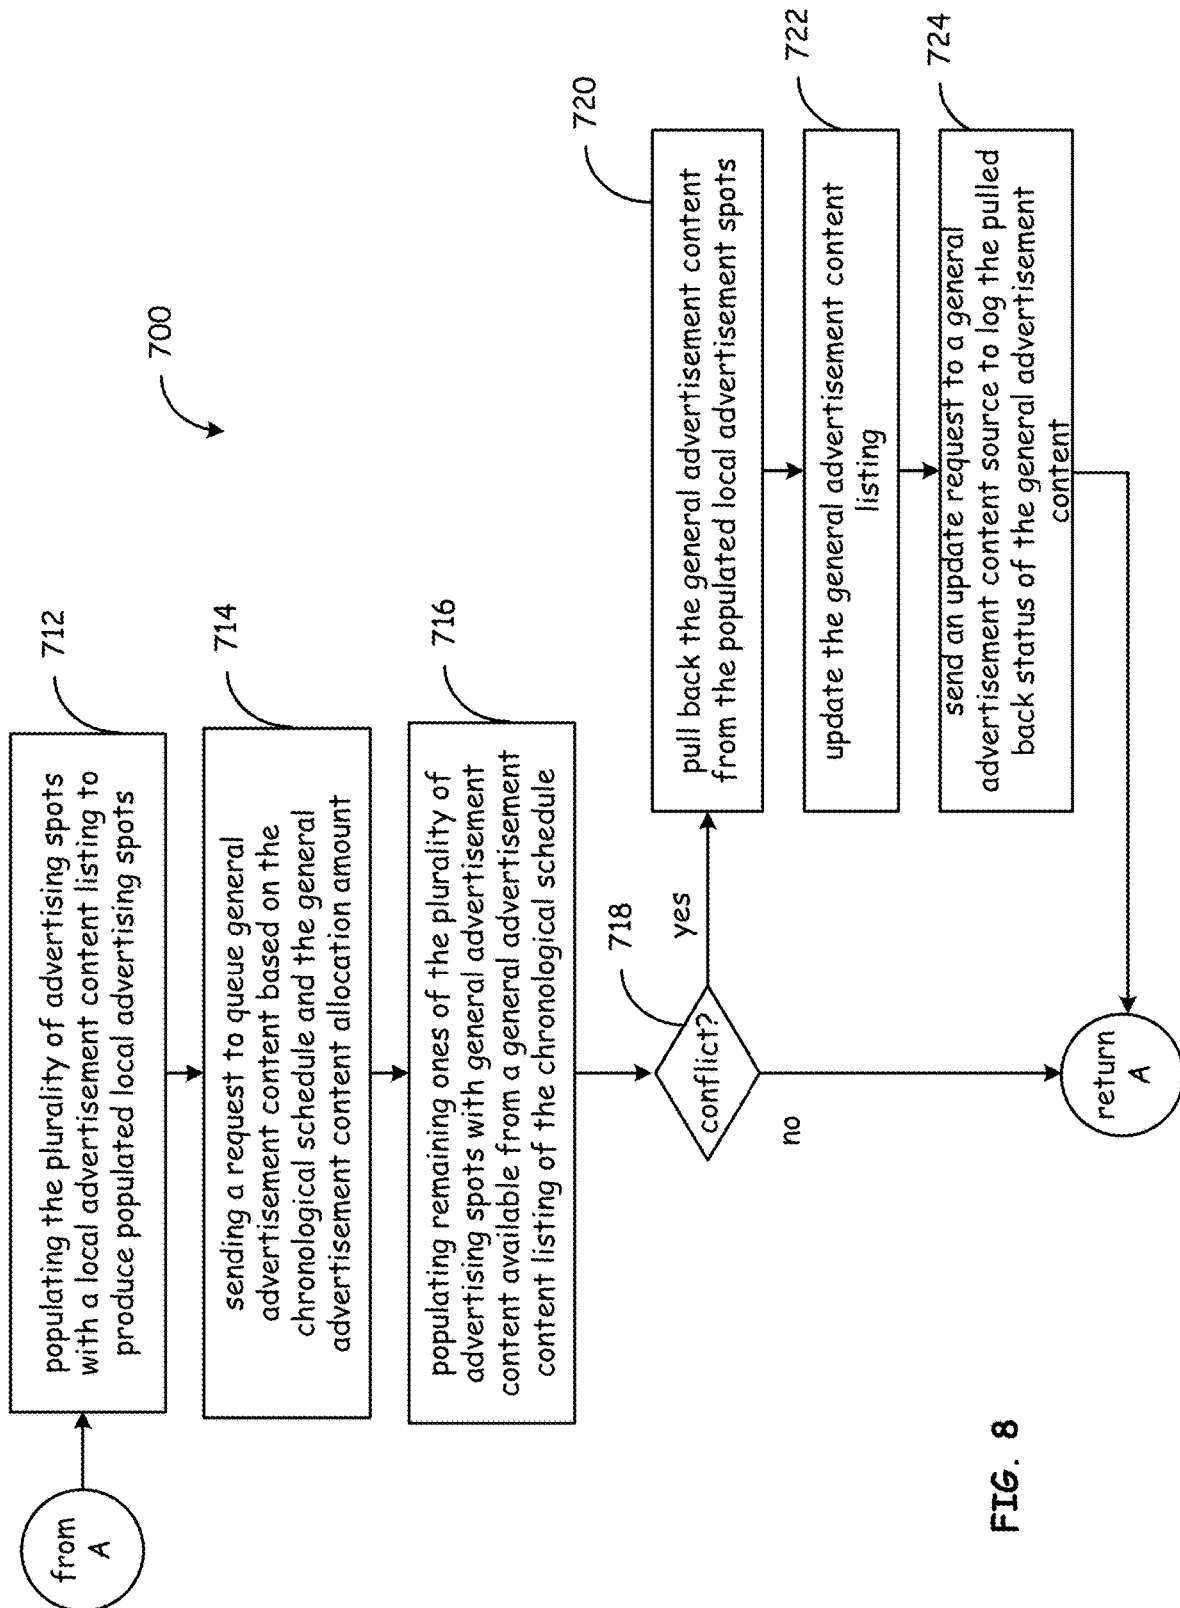 from
A
populating the plurality of advertising spots
with a local advertisement content listing to
produce populated local advertising spots
712
sending a request to queue general
advertisement content based on the
chronological schedule and the general
advertisement content allocation amount
714
populating remaining ones of the plurality of
advertising spots with general advertisement
content available from a general advertisement
content listing of the chronological schedule
716
700
conflict?
718
yes
no
pull back the general advertisement content
from the populated local advertisement spots
720
update the general advertisement content
listing
722
send an update request to a general
advertisement content source to log the pulled
back status of the general advertisement
content
724
return
A
FIG. 8